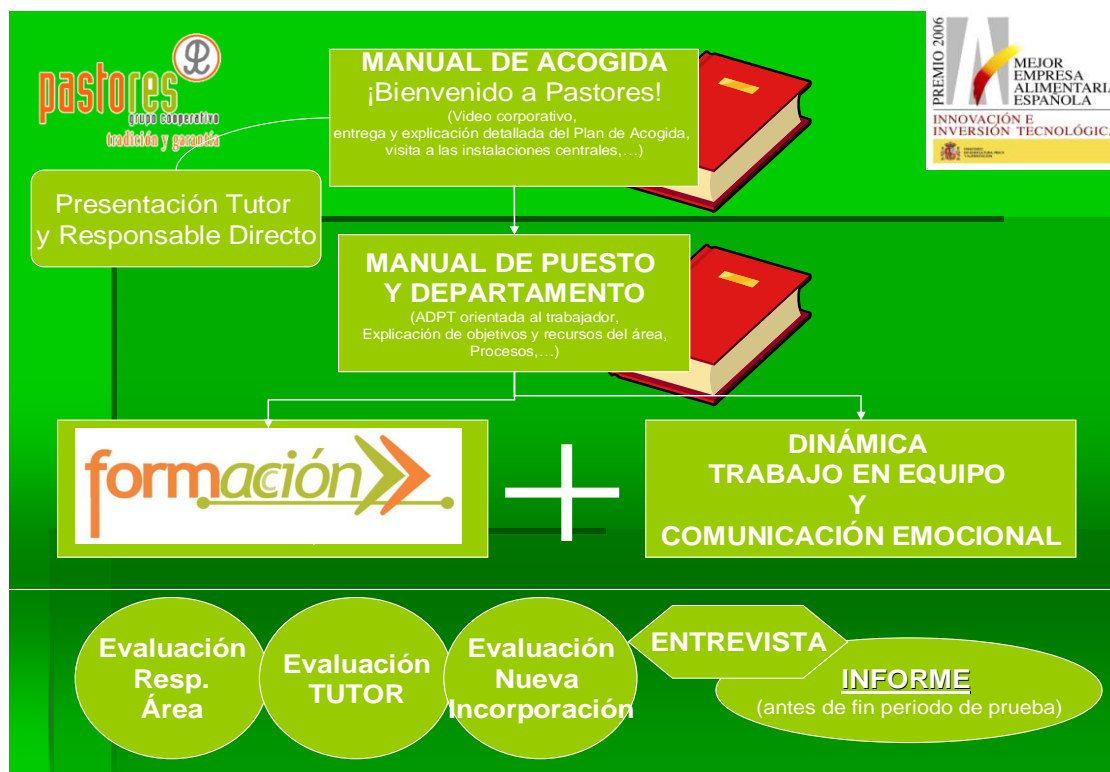 pastores
grupo cooperativo
tradición y garantía
MANUAL DE ACOGIDA
¡Bienvenido a Pastores!
(Video corporativo,
entrega y explicación detallada del Plan de Acogida,
visita a las instalaciones centrales,…)
PREMIO 2006
MEJOR
EMPRESA
ALIMENTARIA
ESPAÑOLA
INNOVACIÓN E
INVERSIÓN TECNOLÓGICA
Presentación Tutor
y Responsable Directo
MANUAL DE PUESTO
Y DEPARTAMENTO
(ADPT orientada al trabajador,
Explicación de objetivos y recursos del área,
Procesos,…)
formación
DINÁMICA
TRABAJO EN EQUIPO
Y
COMUNICACIÓN EMOCIONAL
Evaluación
Resp.
Área
Evaluación
TUTOR
Evaluación
Nueva
Incorporación
ENTREVISTA
INFORME
(antes de fin periodo de prueba)